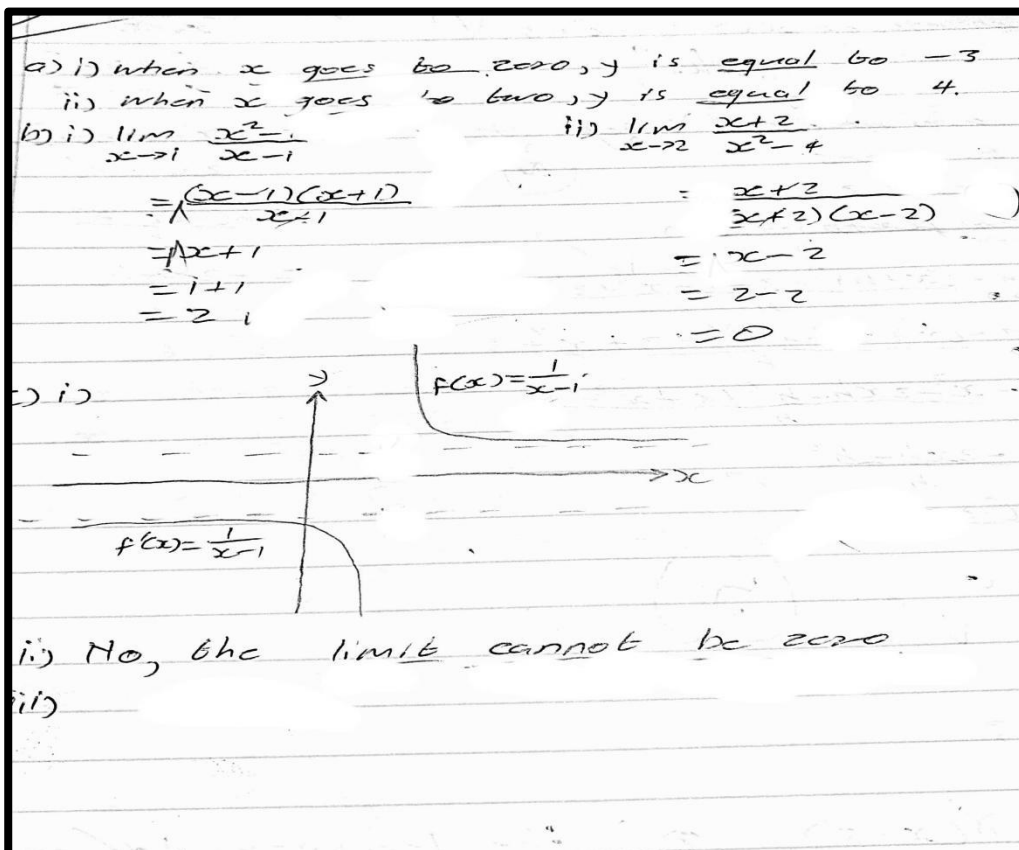 a) i) when x goes to zero, y is equal to -3
ii) when x goes to two, y is equal to 4.
b) i) lim x→1 (x² - 1)/(x - 1)
= (x-1)(x+1)/(x-1)
= x+1
= 1+1
= 2
ii) lim x→2 (x+2)/(x² - 4)
= (x+2)/((x+2)(x-2))
= x-2
= 2-2
= 0
c) i)
y
f(x) = 1/(x-1)
x
f(x) = 1/(x-1)
ii) No, the limit cannot be zero
iii)